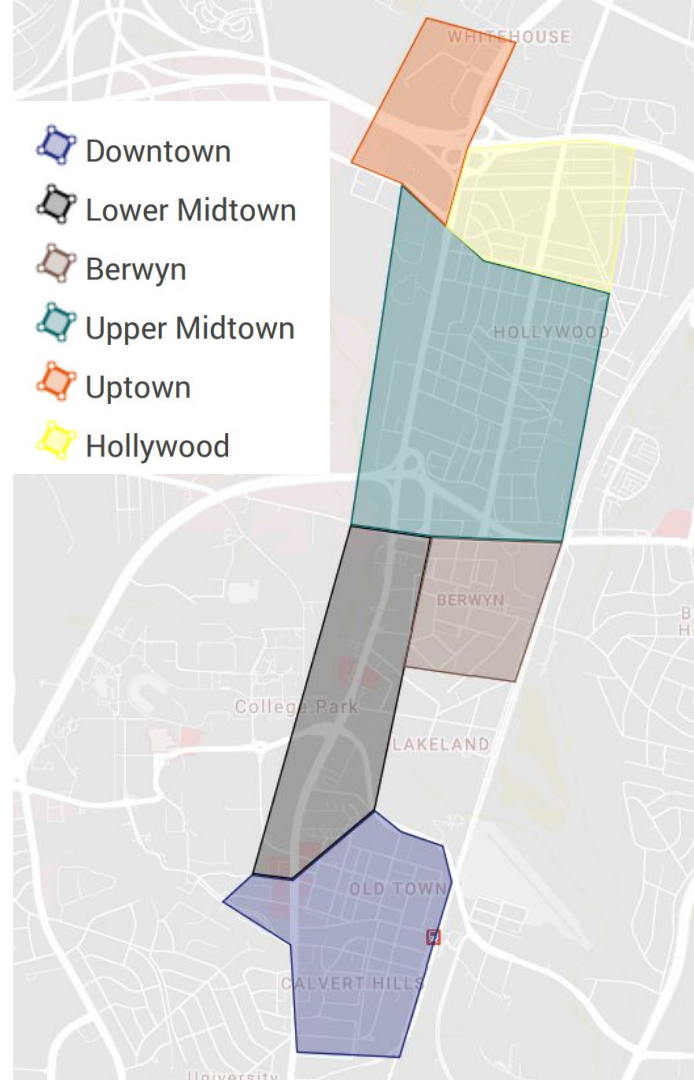 WHITEHOUSE
Downtown
Lower Midtown
Berwyn
Upper Midtown
Uptown
Hollywood
HOLLYWOOD
BERWYN
B
H
College Park
LAKELAND
OLD TOWN
CALVERT HILLS
University